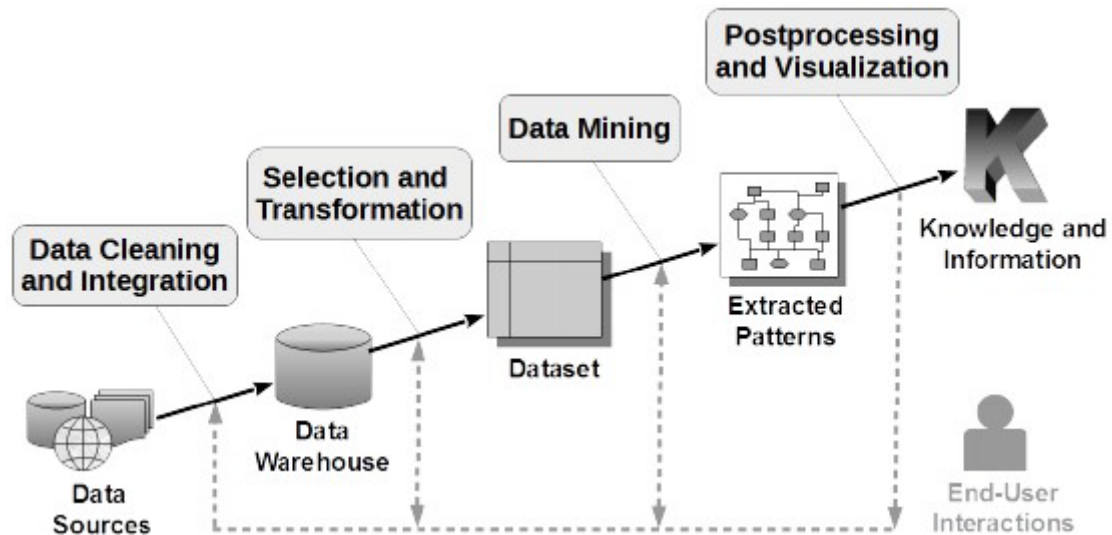 Postprocessing
and Visualization
Data Mining
Selection and
Transformation
Data Cleaning
and Integration
K
Knowledge and
Information
Extracted
Patterns
Dataset
Data
Warehouse
Data
Sources
End-User
Interactions